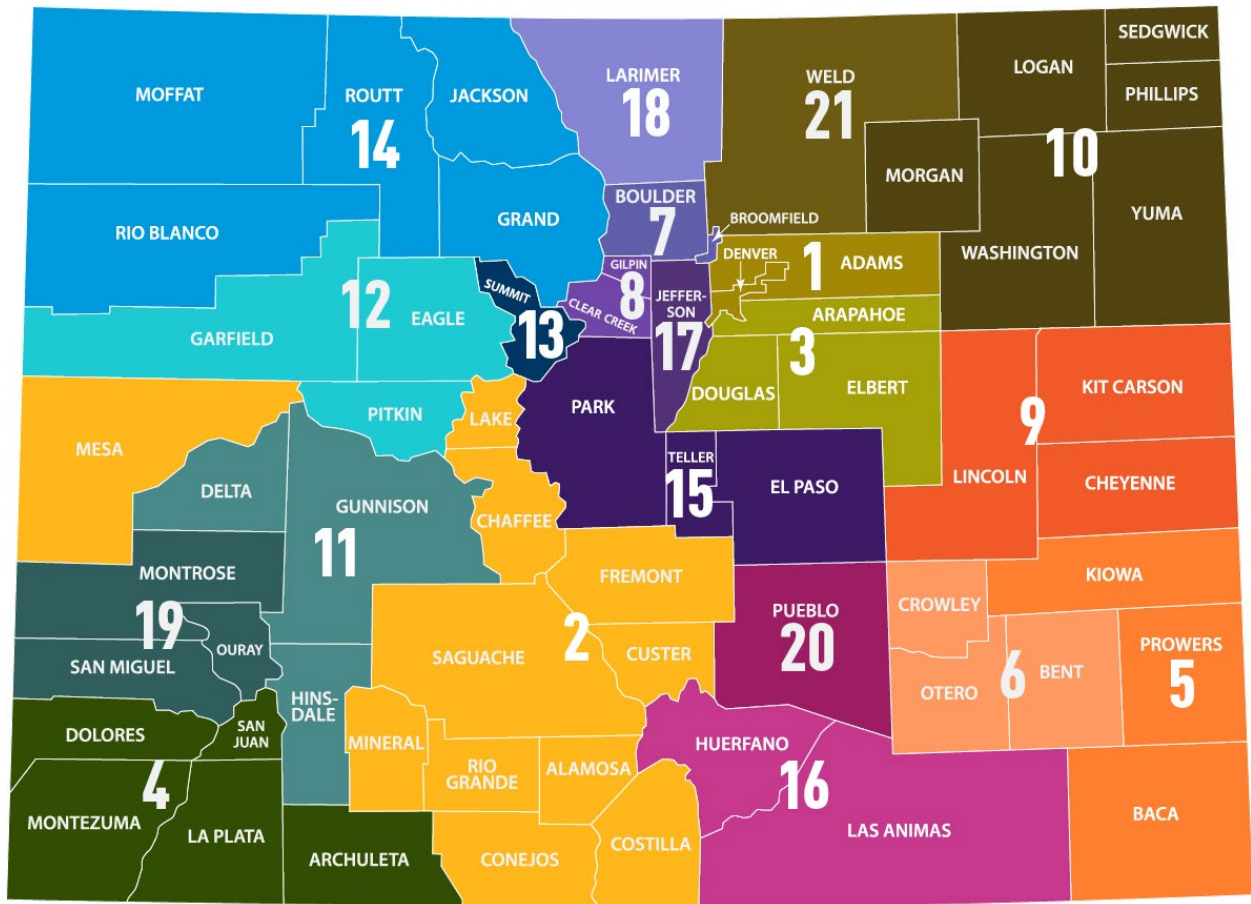 SEDGWICK
LOGAN
LARIMER
18
WELD
21
MOFFAT
ROUTT
14
JACKSON
PHILLIPS
10
MORGAN
BOULDER
7
GRAND
BROOMFIELD
RIO BLANCO
YUMA
WASHINGTON
DENVER
1
ADAMS
GILPIN
8
CLEAR CREEK
SUMMIT
13
JEFFER-
SON
17
12
EAGLE
GARFIELD
ARAPAHOE
3
DOUGLAS
ELBERT
KIT CARSON
9
LINCOLN
CHEYENNE
PITKIN
LAKE
PARK
MESA
TELLER
15
EL PASO
DELTA
GUNNISON
11
CHAFFEE
MONTROSE
19
OURAY
SAN MIGUEL
FREMONT
KIOWA
CROWLEY
PUEBLO
20
2
SAGUACHE
CUSTER
PROWERS
5
BENT
6
OTERO
HINS-
DALE
DOLORES
SAN
JUAN
MINERAL
HUERFANO
16
RIO
GRANDE
ALAMOSA
4
MONTEZUMA
LA PLATA
ARCHULETA
CONEJOS
COSTILLA
LAS ANIMAS
BACA